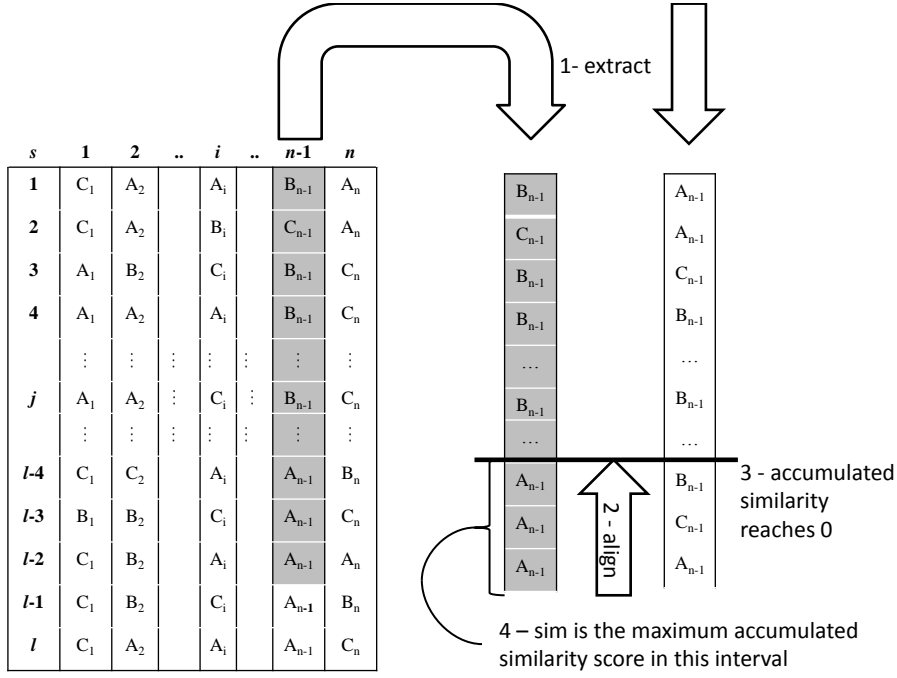 1- extract
s 1 2 .. i .. n-1 n
1 C1 A2 Ai Bn-1 An
2 C1 A2 Bi Cn-1 An
3 A1 B2 Ci Bn-1 Cn
4 A1 A2 Ai Bn-1 Cn
⋮ ⋮ ⋮ ⋮ ⋮ ⋮ ⋮
j A1 A2 ⋮ Ci ⋮ Bn-1 Cn
⋮ ⋮ ⋮ ⋮ ⋮ ⋮ ⋮
l-4 C1 C2 Ai An-1 Bn
l-3 B1 B2 Ci An-1 Cn
l-2 C1 B2 Ai An-1 An
l-1 C1 B2 Ci An-1 Bn
l C1 A2 Ai An-1 Cn
Bn-1
Cn-1
Bn-1
Bn-1
…
Bn-1
…
An-1
An-1
An-1
2 - align
An-1
An-1
Cn-1
Bn-1
…
Bn-1
…
Bn-1
Cn-1
An-1
3 - accumulated
similarity
reaches 0
4 – sim is the maximum accumulated
similarity score in this interval